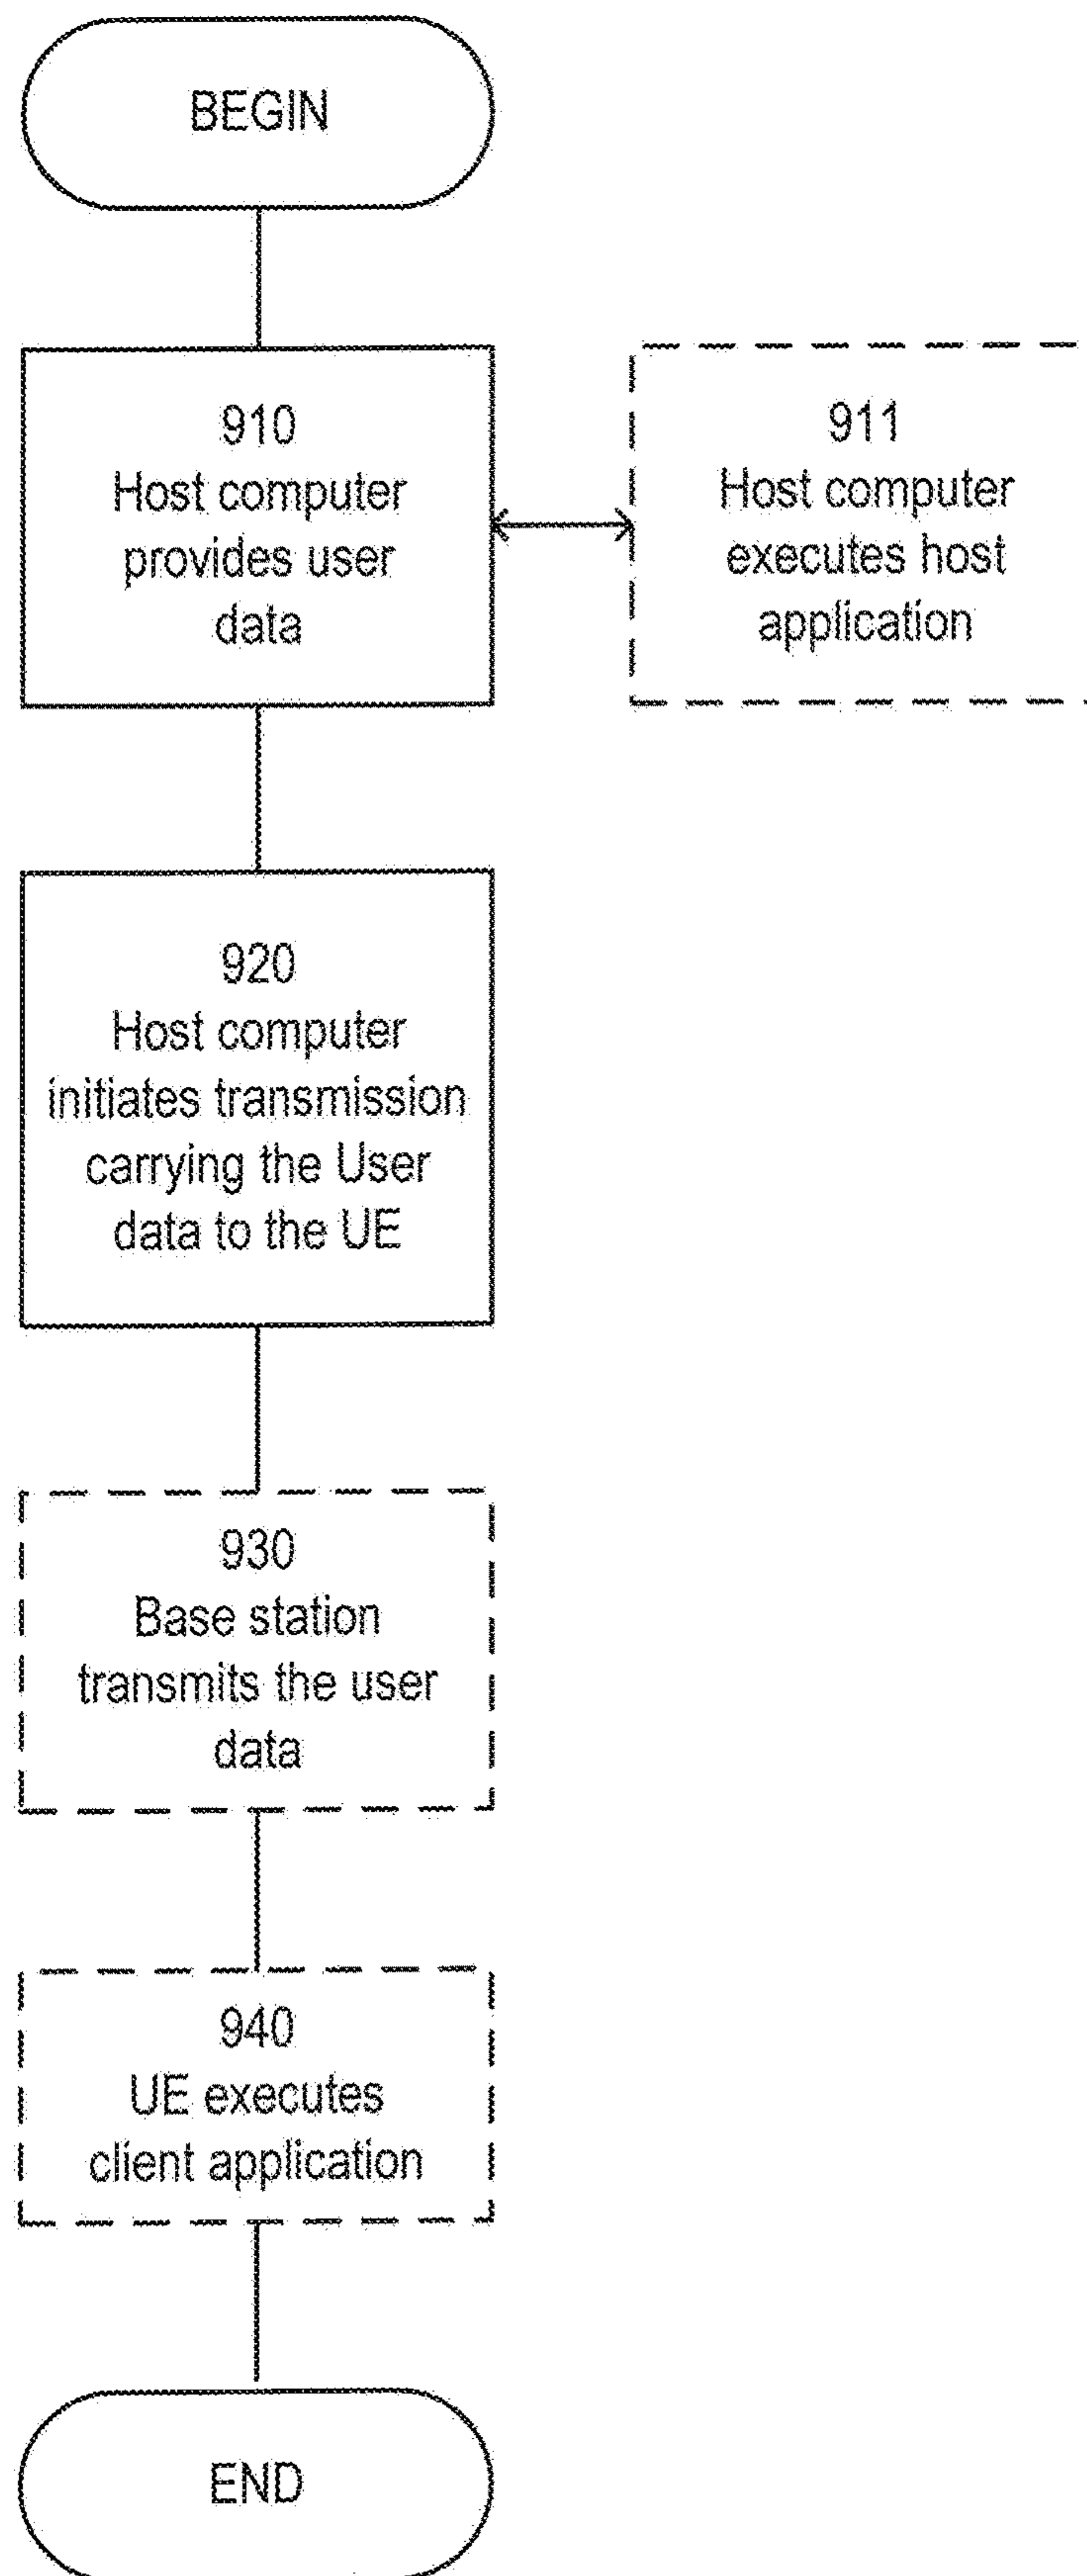 BEGIN
910
Host computer
provides user
data
911
Host computer
executes host
application
920
Host computer
initiates transmission
carrying the User
data to the UE
930
Base station
transmits the user
data
940
UE executes
client application
END